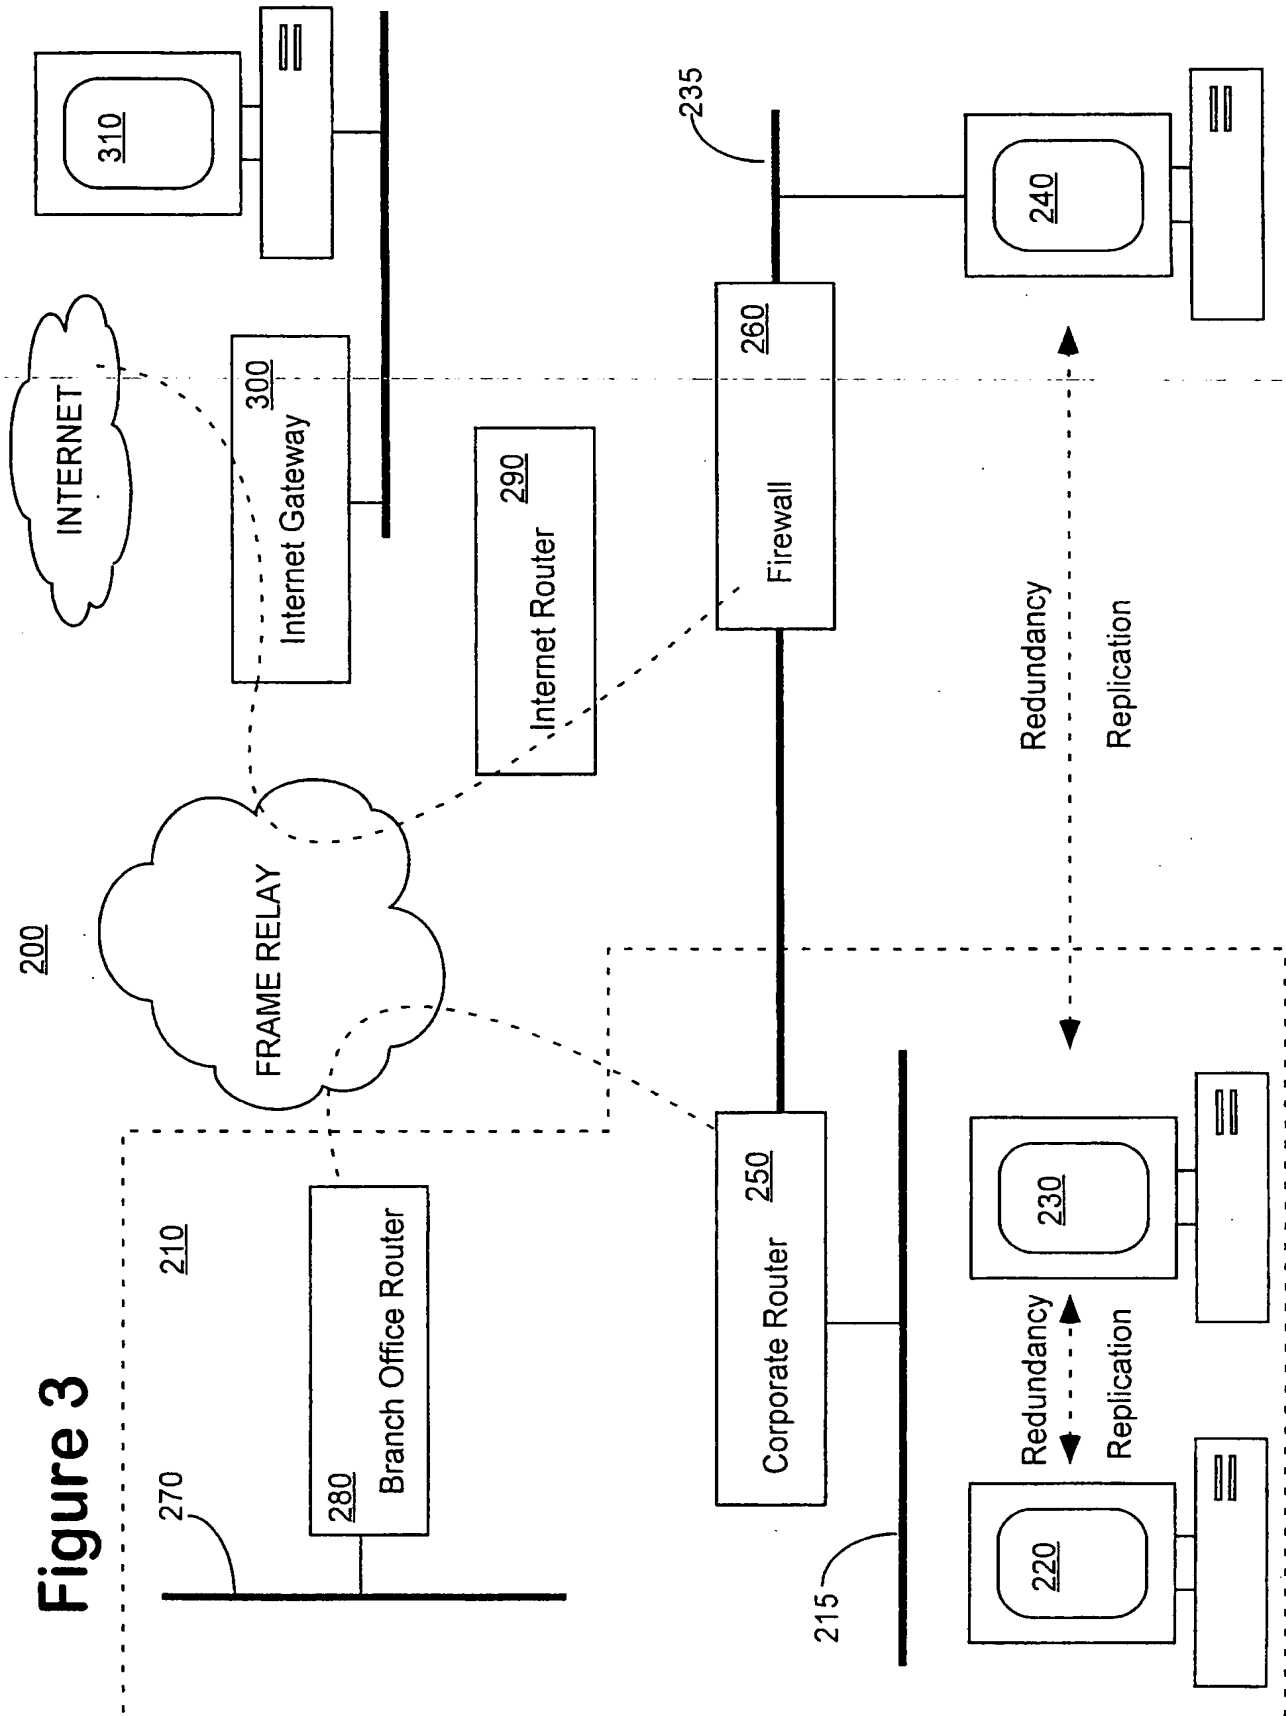 Figure 3
200
INTERNET
310
FRAME RELAY
300
Internet Gateway
270
210
280
Branch Office Router
290
Internet Router
235
250
Corporate Router
260
Firewall
215
Redundancy
Replication
Redundancy
Replication
220
230
240